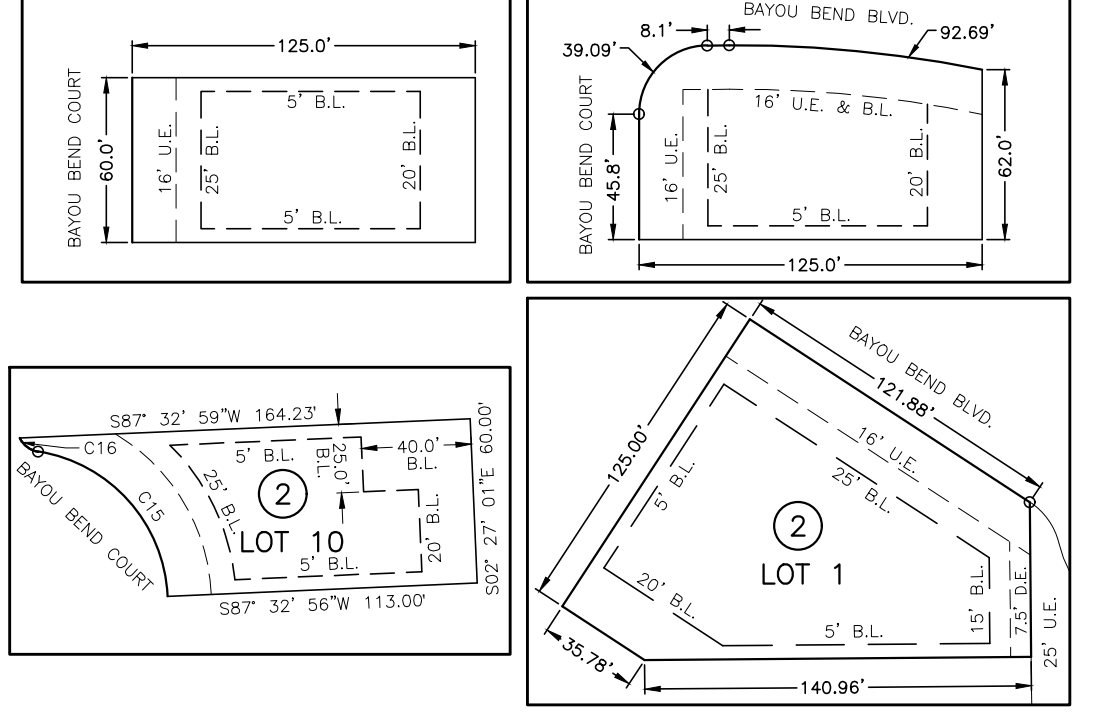 125.0'
BAYOU BEND COURT
60.0'
16' U.E.
25' B.L.
5' B.L.
20' B.L.
5' B.L.
BAYOU BEND BLVD.
8.1'
39.09'
92.69'
BAYOU BEND COURT
45.8'
16' U.E.
25' B.L.
16' U.E. & B.L.
20' B.L.
5' B.L.
62.0'
125.0'
S87° 32' 59"W 164.23'
C16
C15
BAYOU BEND COURT
25' B.L.
5' B.L.
25.0'
B.L.
40.0'
B.L.
2
LOT 10
5' B.L.
20' B.L.
S02° 27' 01"E 60.00'
S87° 32' 56"W 113.00'
BAYOU BEND BLVD.
121.88'
125.00'
16' U.E.
25' B.L.
5' B.L.
2
LOT 1
20' B.L.
5' B.L.
15' B.L.
7.5' D.E.
25' U.E.
35.78'
140.96'